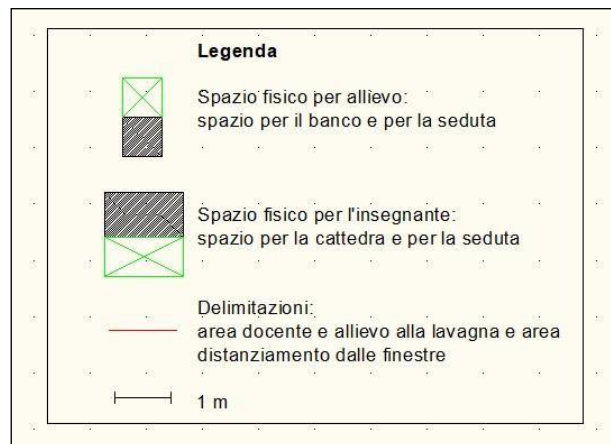 Legenda
Spazio fisico per allievo:
spazio per il banco e per la seduta
Spazio fisico per l'insegnante:
spazio per la cattedra e per la seduta
Delimitazioni:
area docente e allievo alla lavagna e area
distanziamento dalle finestre
1 m